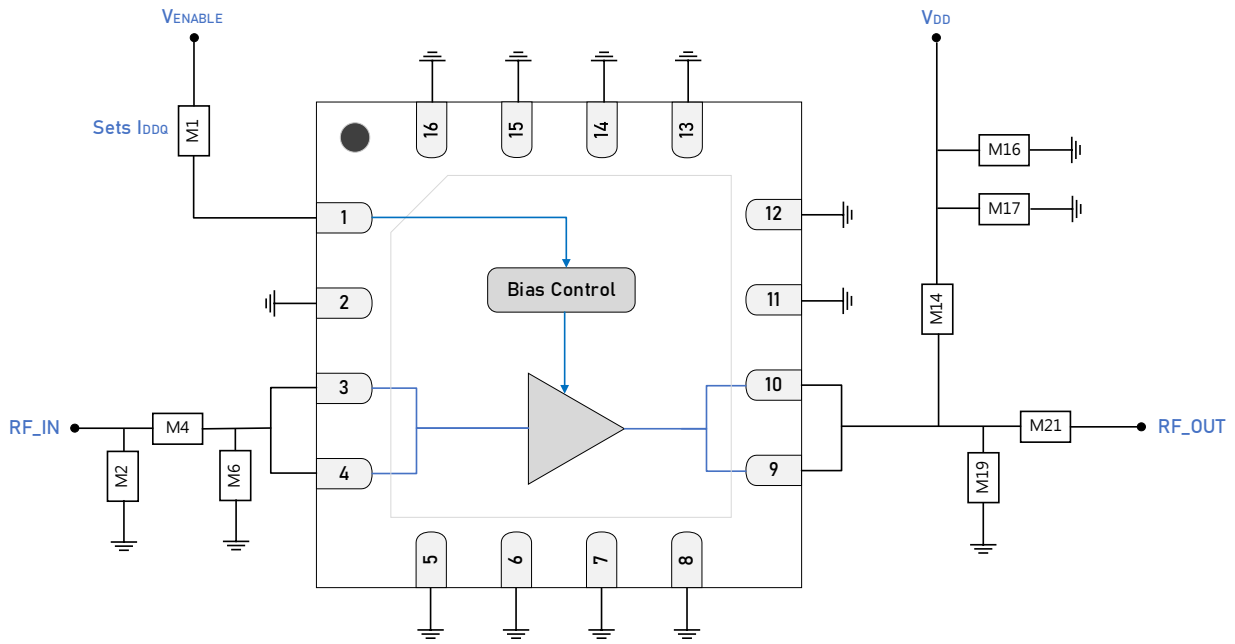 VENABLE
VDD
Sets IDDQ
M1
16
15
14
13
M16
M17
12
1
Bias Control
2
11
M14
3
10
RF_IN
M4
M21
RF_OUT
M2
M6
4
9
M19
5
6
7
8